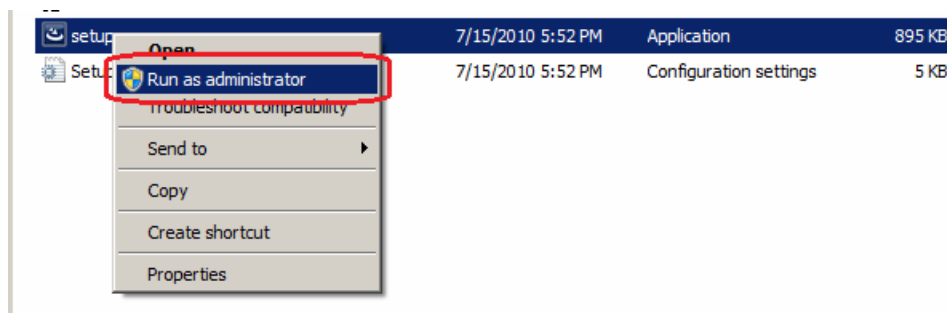 setup 7/15/2010 5:52 PM Application 895 KB
Open
Setup 7/15/2010 5:52 PM Configuration settings 5 KB
Run as administrator
Troubleshoot compatibility
Send to
Copy
Create shortcut
Properties